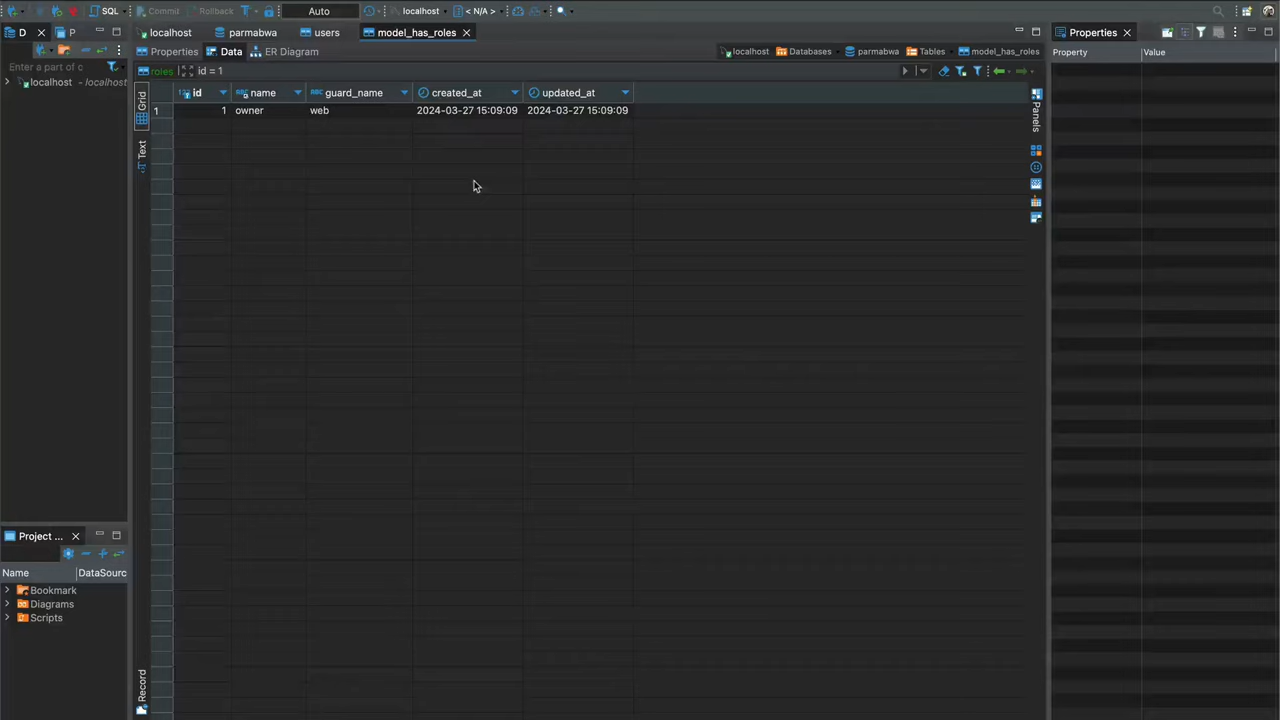 Commit
Rollback
Auto
localhost
< N/A >
SQL
D
P
localhost
parmabwa
users
model_has_roles
Properties
Data
ER Diagram
localhost
Databases
parmabwa
Tables
model_has_roles
Enter a part of c
roles
id = 1
localhost - localhost
Grid
Text
Record
id
name
guard_name
created_at
updated_at
1
1
owner
web
2024-03-27 15:09:09
2024-03-27 15:09:09
Panels
Properties
Property
Value
Project ...
Name
DataSourc
Bookmark
Diagrams
Scripts